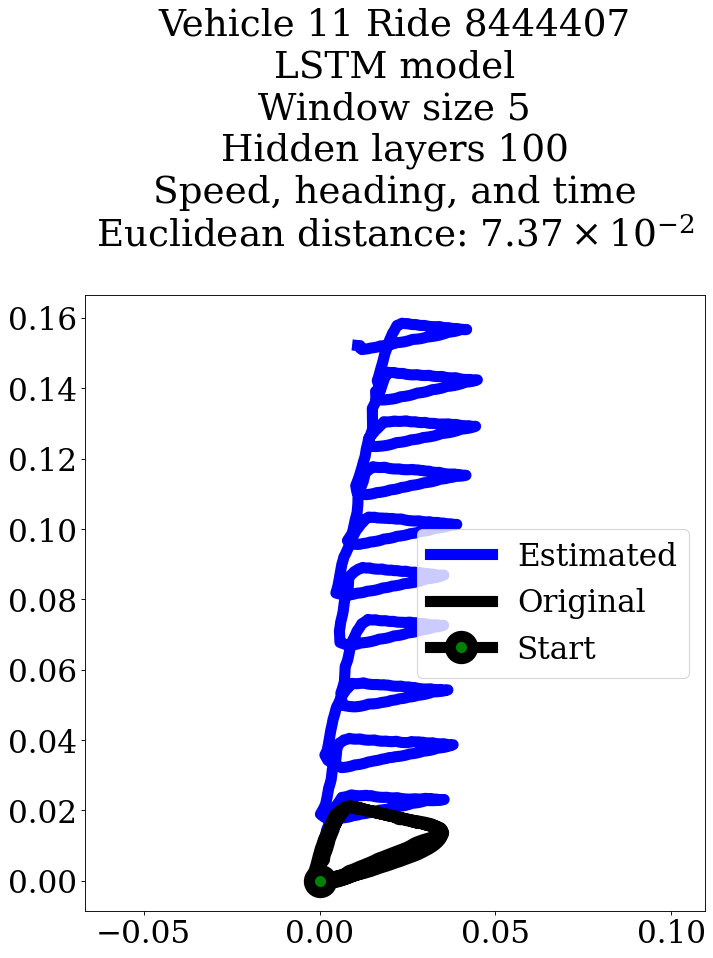 Vehicle 11 Ride 8444407
LSTM model
Window size 5
Hidden layers 100
Speed, heading, and time
Euclidean distance: 7.37 × 10⁻²
0.16
0.14
0.12
0.10
0.08
0.06
0.04
0.02
0.00
Estimated
Original
Start
−0.05
0.00
0.05
0.10